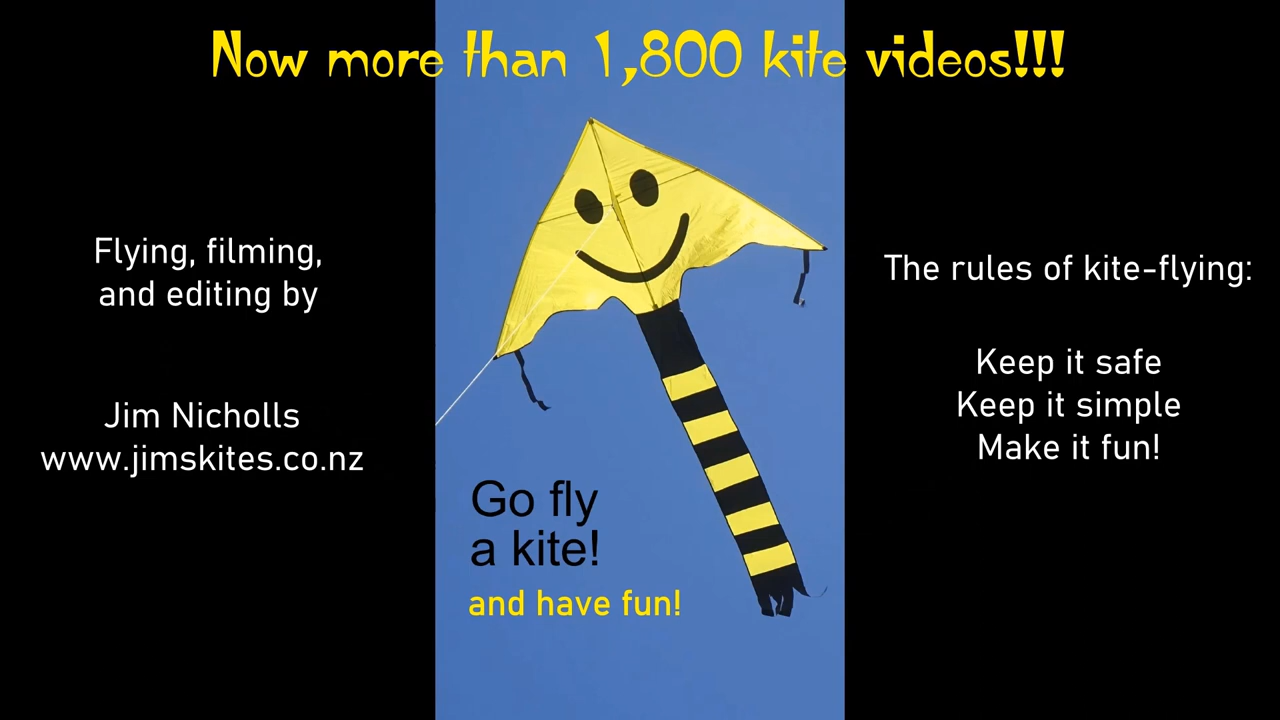 Now more than 1,800 kite videos!!!
Flying, filming,
and editing by
Jim Nicholls
www.jimskites.co.nz
Go fly
a kite!
and have fun!
The rules of kite-flying:
Keep it safe
Keep it simple
Make it fun!